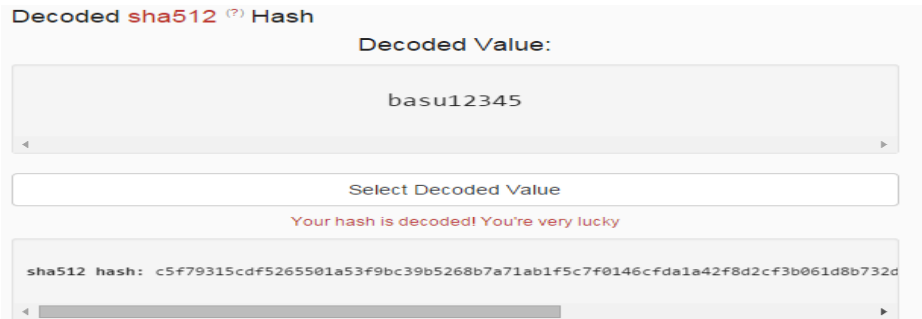 Decoded sha512 (?) Hash
Decoded Value:
basu12345
Select Decoded Value
Your hash is decoded! You're very lucky
sha512 hash: c5f79315cdf5265501a53f9bc39b5268b7a71ab1f5c7f0146cfda1a42f8d2cf3b061d8b732d